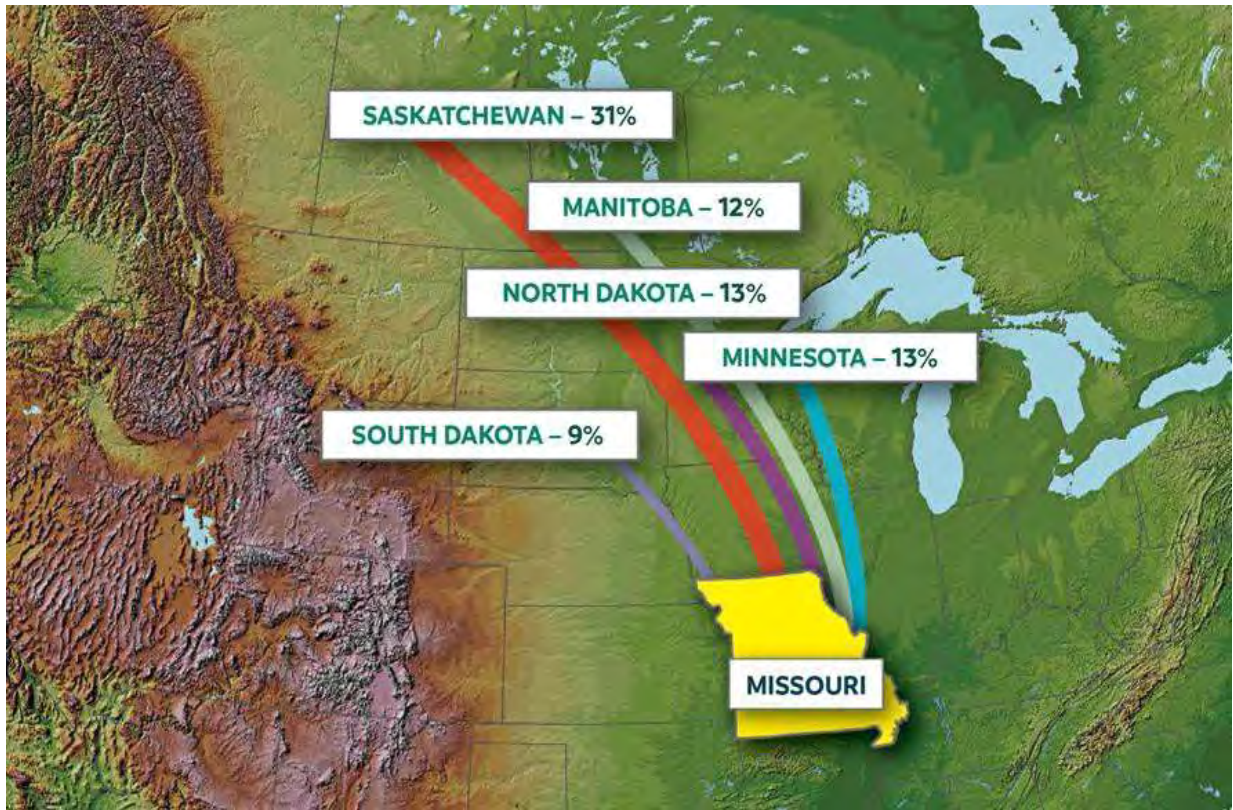 SASKATCHEWAN – 31%
MANITOBA – 12%
NORTH DAKOTA – 13%
MINNESOTA – 13%
SOUTH DAKOTA – 9%
MISSOURI